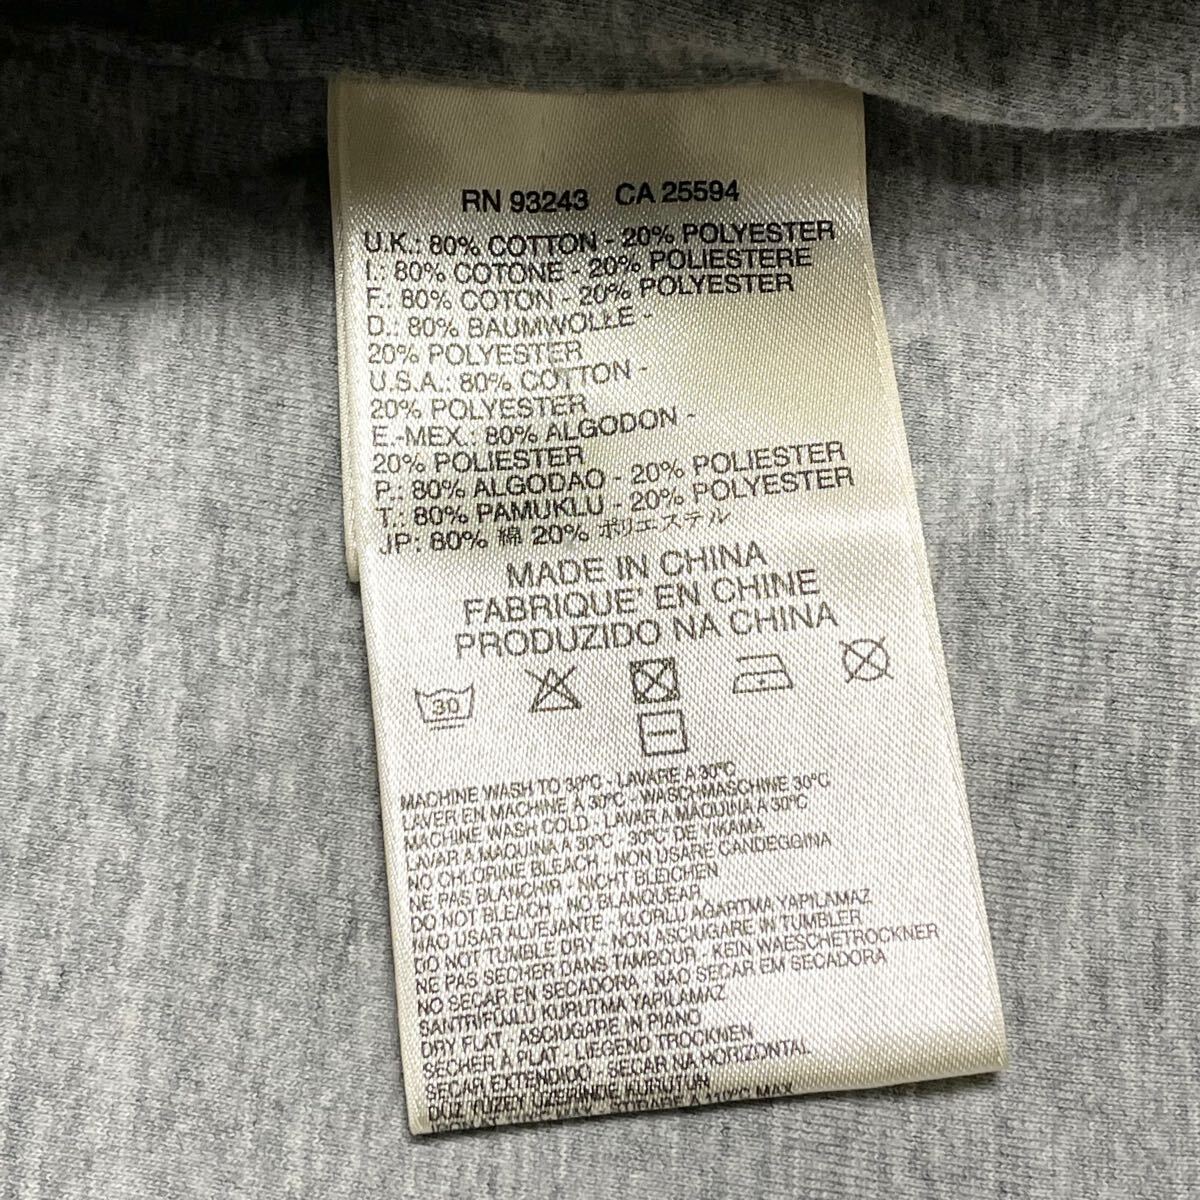 RN 93243 CA 25594
U.K.: 80% COTTON - 20% POLYESTER
I.: 80% COTONE - 20% POLIESTERE
F.: 80% COTON - 20% POLYESTER
D.: 80% BAUMWOLLE -
20% POLYESTER
U.S.A.: 80% COTTON -
20% POLYESTER
E.-MEX.: 80% ALGODON -
20% POLIESTER
P.: 80% ALGODAO - 20% POLIESTER
T.: 80% PAMUKLU - 20% POLYESTER
JP: 80% 綿 20% ポリエステル
MADE IN CHINA
FABRIQUE' EN CHINE
PRODUZIDO NA CHINA
30
MACHINE WASH TO 30°C - LAVARE A 30°C
LAVER EN MACHINE A 30°C - WASCHMASCHINE 30°C
MACHINE WASH COLD - LAVAR A MAQUINA A 30°C
LAVAR A MAQUINA A 30°C - 30°C' DE YIKAMA
NO CHLORINE BLEACH - NON USARE CANDEGGINA
NE PAS BLANCHIR - NICHT BLEICHEN
DO NOT BLEACH - NO BLANQUEAR
NAO USAR ALVEJANTE - KLORLU AGARTMA YAPILAMAZ
DO NOT TUMBLE DRY - NON ASCIUGARE IN TUMBLER
NE PAS SECHER DANS TAMBOUR - KEIN WAESCHETROCKNER
NO SECAR EN SECADORA - NAO SECAR EM SECADORA
SANTRIFUJLU KURUTMA YAPILAMAZ
DRY FLAT - ASCIUGARE IN PIANO
SECHER A PLAT - LIEGEND TROCKNEN
SECAR EXTENDIDO - SECAR NA HORIZONTAL
DUZ YUZEY UZERINDE KURUTUN
110°C MAX